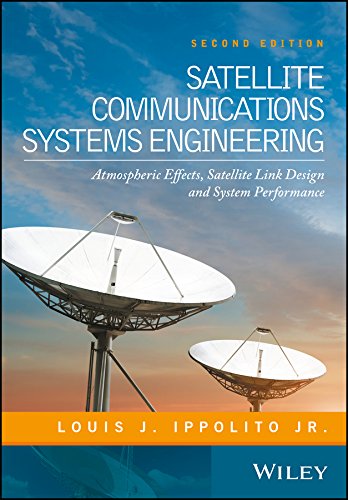 SECOND EDITION
SATELLITE
COMMUNICATIONS
SYSTEMS ENGINEERING
Atmospheric Effects, Satellite Link Design
and System Performance
LOUIS J. IPPOLITO JR.
WILEY